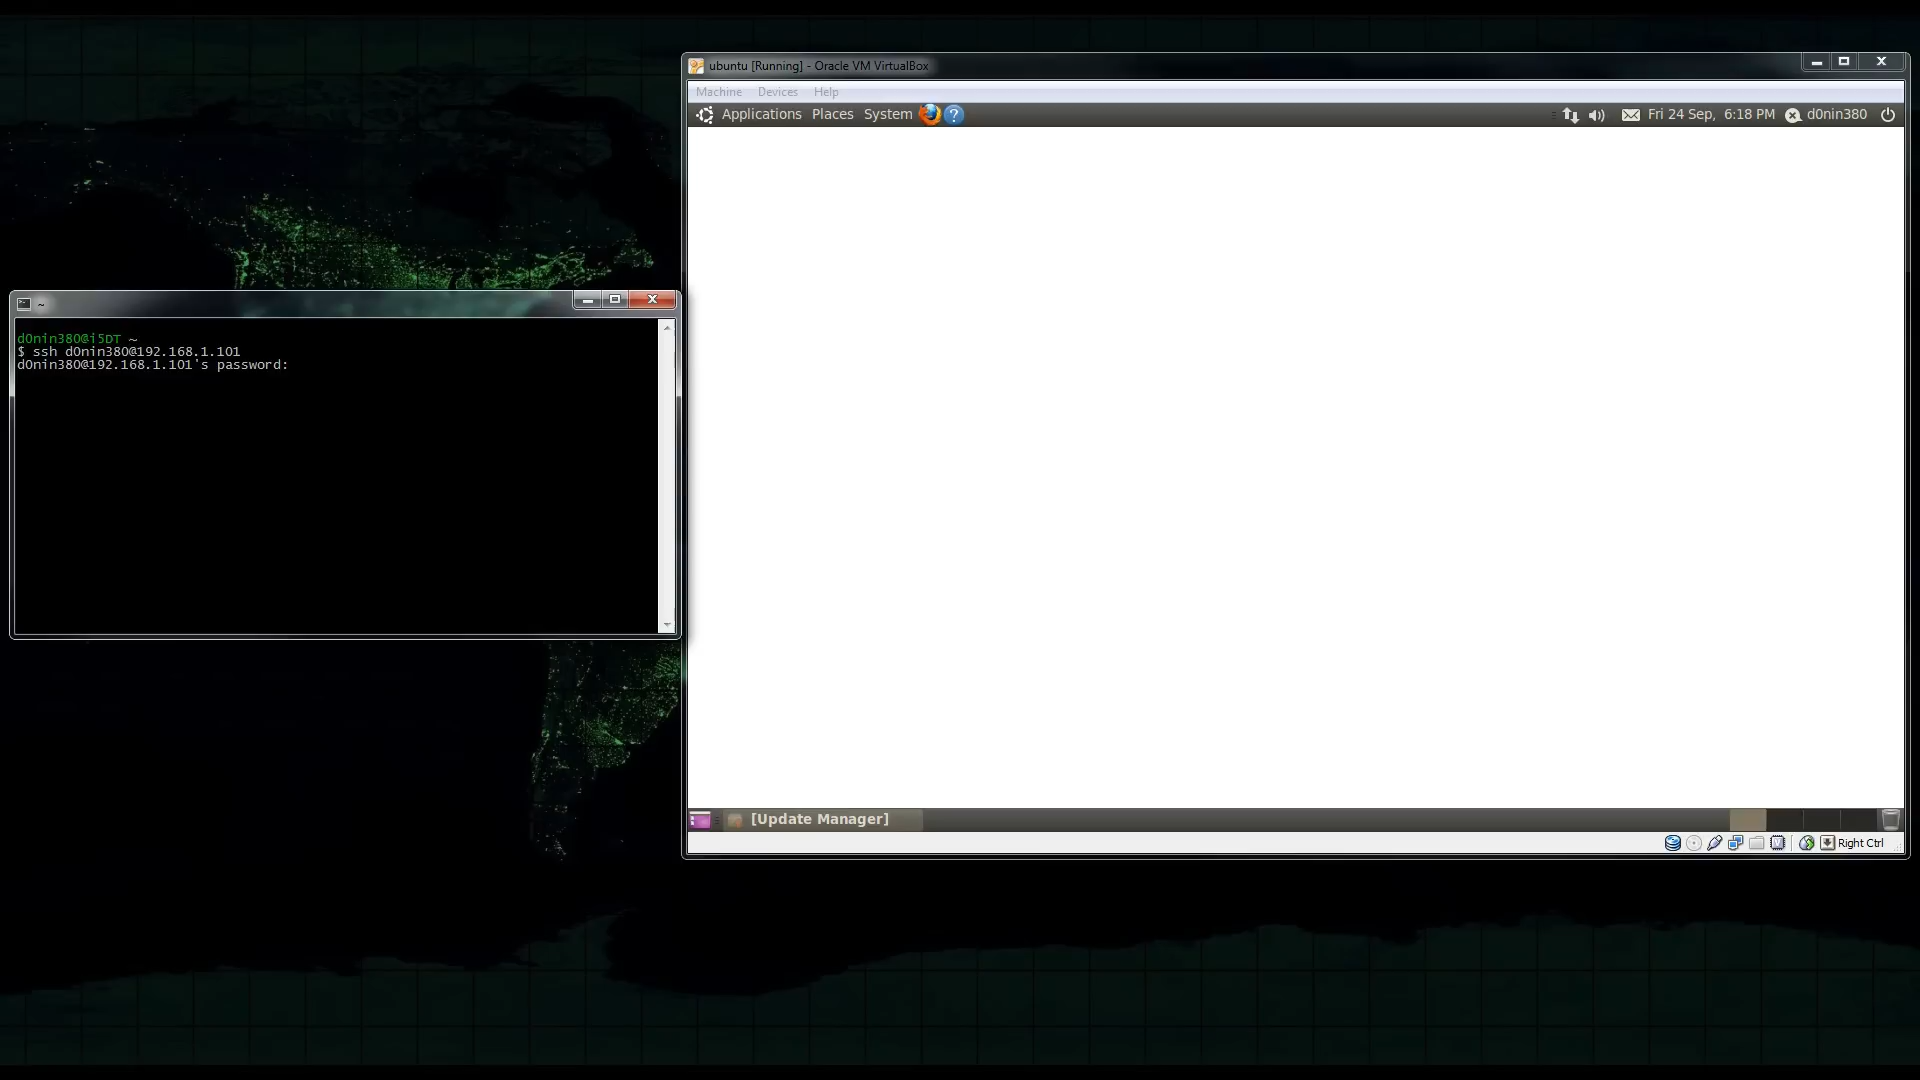 ubuntu [Running] - Oracle VM VirtualBox
Machine Devices Help
Applications Places System ? Fri 24 Sep, 6:18 PM d0nin380
~
d0nin380@i5DT ~
$ ssh d0nin380@192.168.1.101
d0nin380@192.168.1.101's password:
[Update Manager]
Right Ctrl